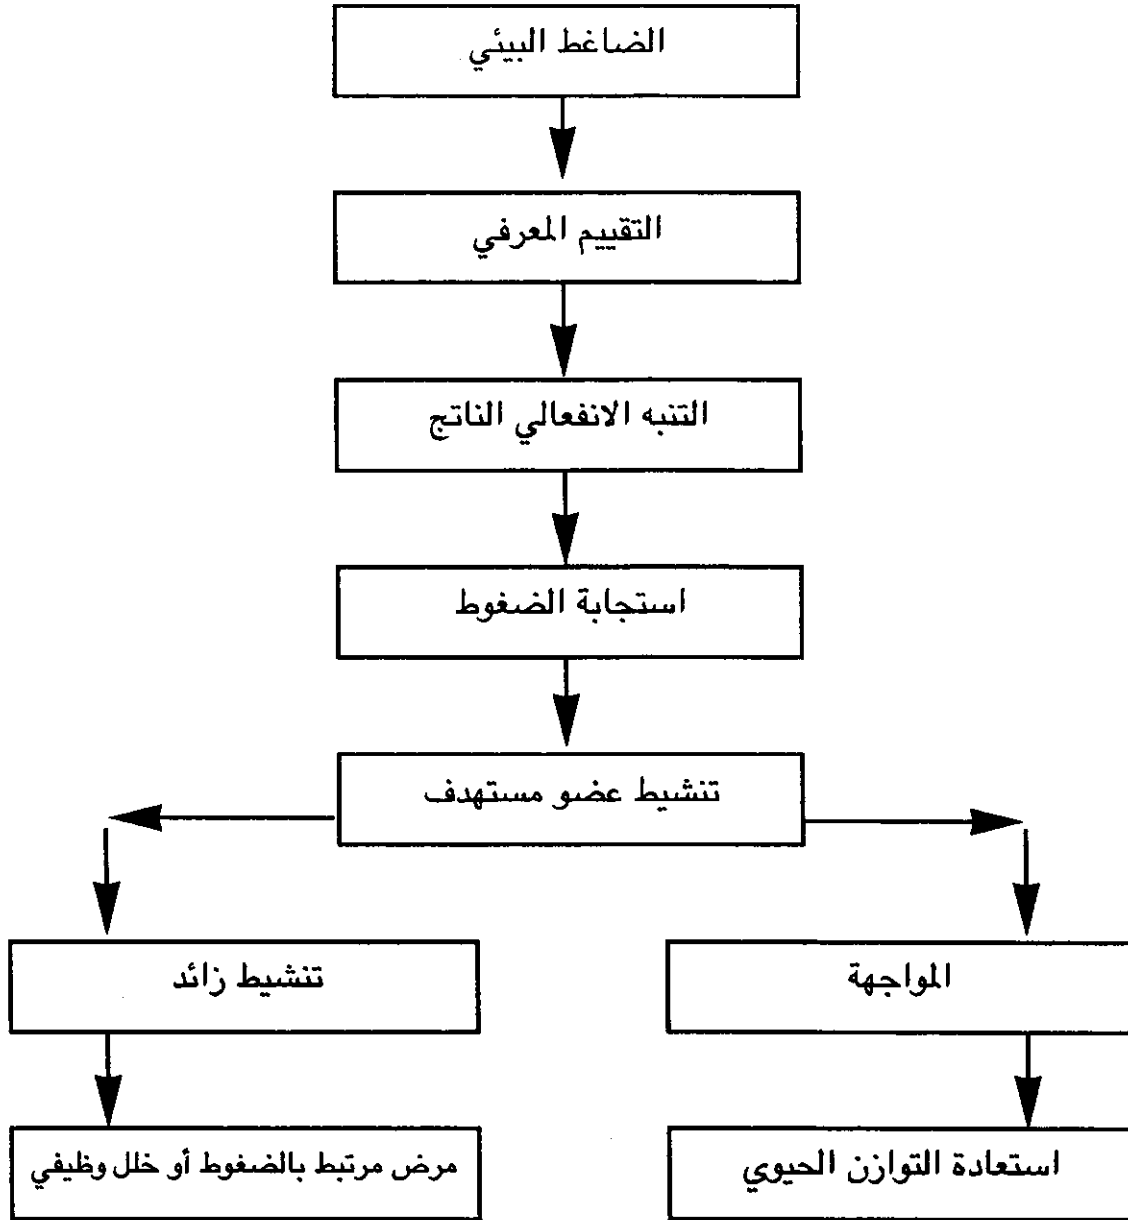 الضاغط البيئي
التقييم المعرفي
التنبه الانفعالي الناتج
استجابة الضغوط
تنشيط عضو مستهدف
المواجهة
تنشيط زائد
استعادة التوازن الحيوي
مرض مرتبط بالضغوط أو خلل وظيفي